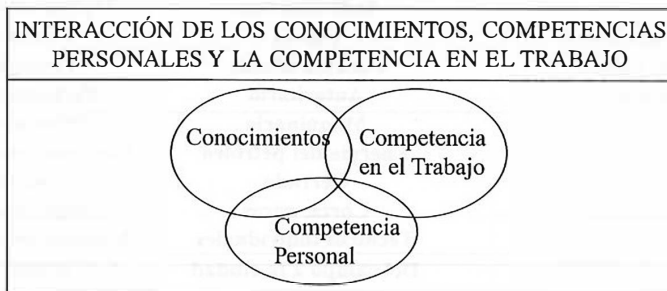 INTERACCIÓN DE LOS CONOCIMIENTOS, COMPETENCIAS
PERSONALES Y LA COMPETENCIA EN EL TRABAJO
Conocimientos
Competencia
en el Trabajo
Competencia
Personal